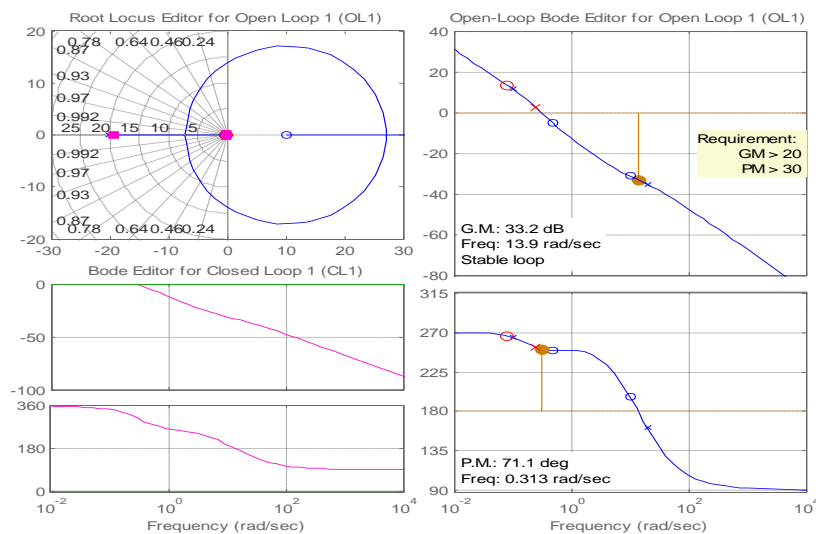 Root Locus Editor for Open Loop 1 (OL1)
20
10
0
-10
-20
0.78 0.64 0.46 0.24
0.87
0.93
0.97
0.992
25 20 15 10 5
0.992
0.97
0.93
0.87
0.78 0.64 0.46 0.24
-30 -20 -10 0 10 20 30
Bode Editor for Closed Loop 1 (CL1)
0
-50
-100
360
180
0
10^-2 10^0 10^2 10^4
Frequency (rad/sec)
Open-Loop Bode Editor for Open Loop 1 (OL1)
40
20
0
-20
-40
-60
-80
Requirement:
GM > 20
PM > 30
G.M.: 33.2 dB
Freq: 13.9 rad/sec
Stable loop
315
270
225
180
135
90
P.M.: 71.1 deg
Freq: 0.313 rad/sec
10^-2 10^0 10^2 10^4
Frequency (rad/sec)